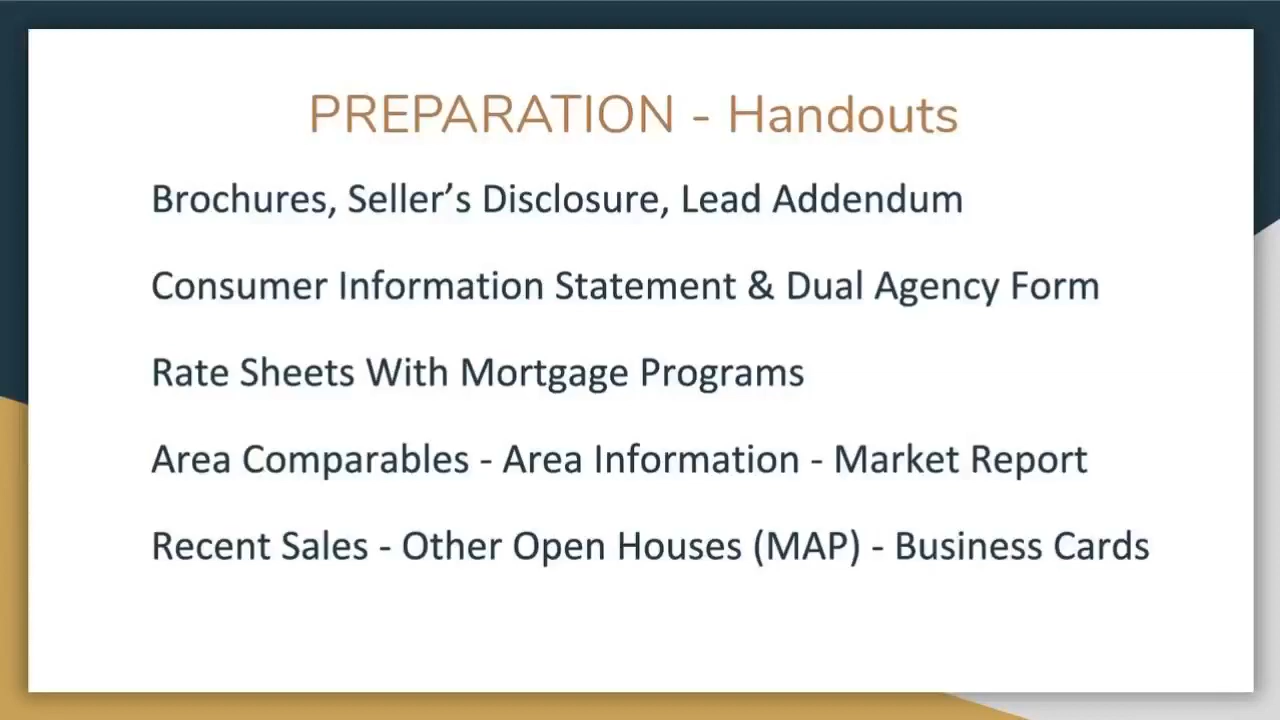 PREPARATION - Handouts
Brochures, Seller’s Disclosure, Lead Addendum
Consumer Information Statement & Dual Agency Form
Rate Sheets With Mortgage Programs
Area Comparables - Area Information - Market Report
Recent Sales - Other Open Houses (MAP) - Business Cards